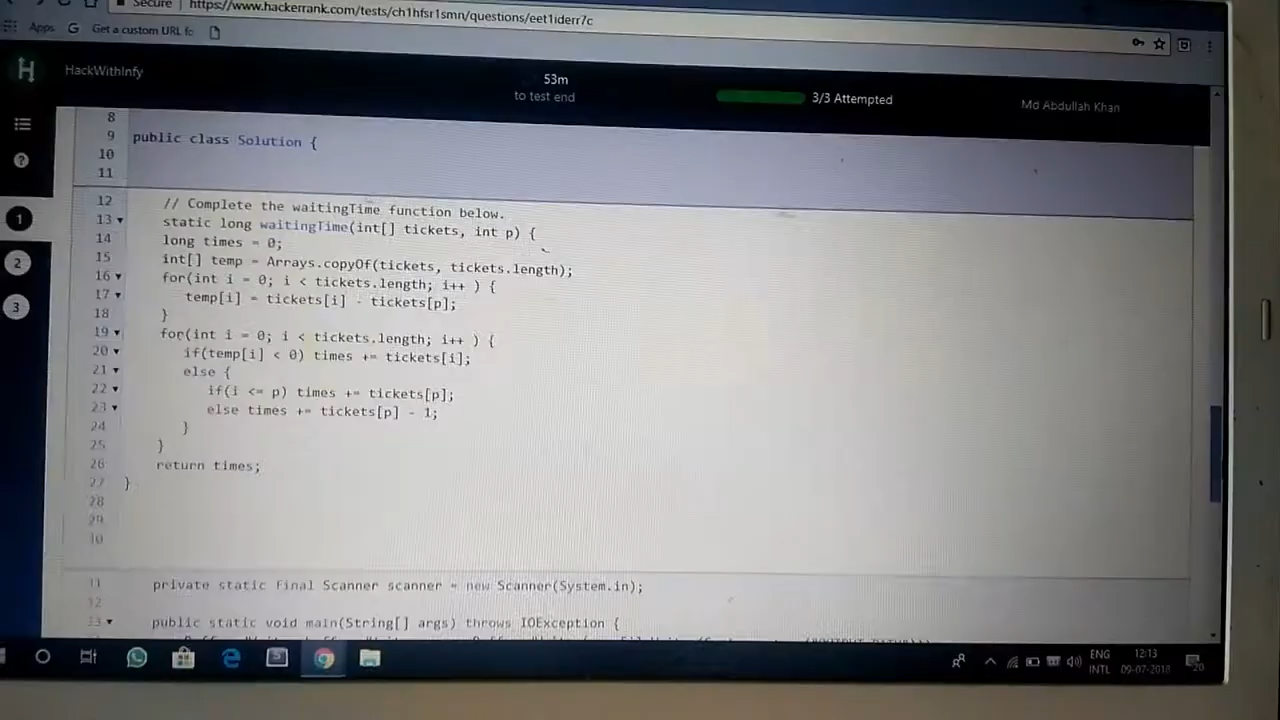 Secure | https://www.hackerrank.com/tests/ch1hfsr1smn/questions/eet1iderr7c
Apps G Get a custom URL fo
HackWithInfy
53m
to test end
3/3 Attempted
Md Abdullah Khan
8
9 public class Solution {
10
11
12 // Complete the waitingTime function below.
13 static long waitingTime(int[] tickets, int p) {
14 long times = 0;
15 int[] temp = Arrays.copyOf(tickets, tickets.length);
16 for(int i = 0; i < tickets.length; i++ ) {
17 temp[i] = tickets[i] - tickets[p];
18 }
19 for(int i = 0; i < tickets.length; i++ ) {
20 if(temp[i] < 0) times += tickets[i];
21 else {
22 if(i <= p) times += tickets[p];
23 else times += tickets[p] - 1;
24 }
25 }
26 return times;
27 }
28
29
30
31 private static final Scanner scanner = new Scanner(System.in);
32
33 public static void main(String[] args) throws IOException {
1
2
3
ENG
INTL
12:13
09-07-2018
20